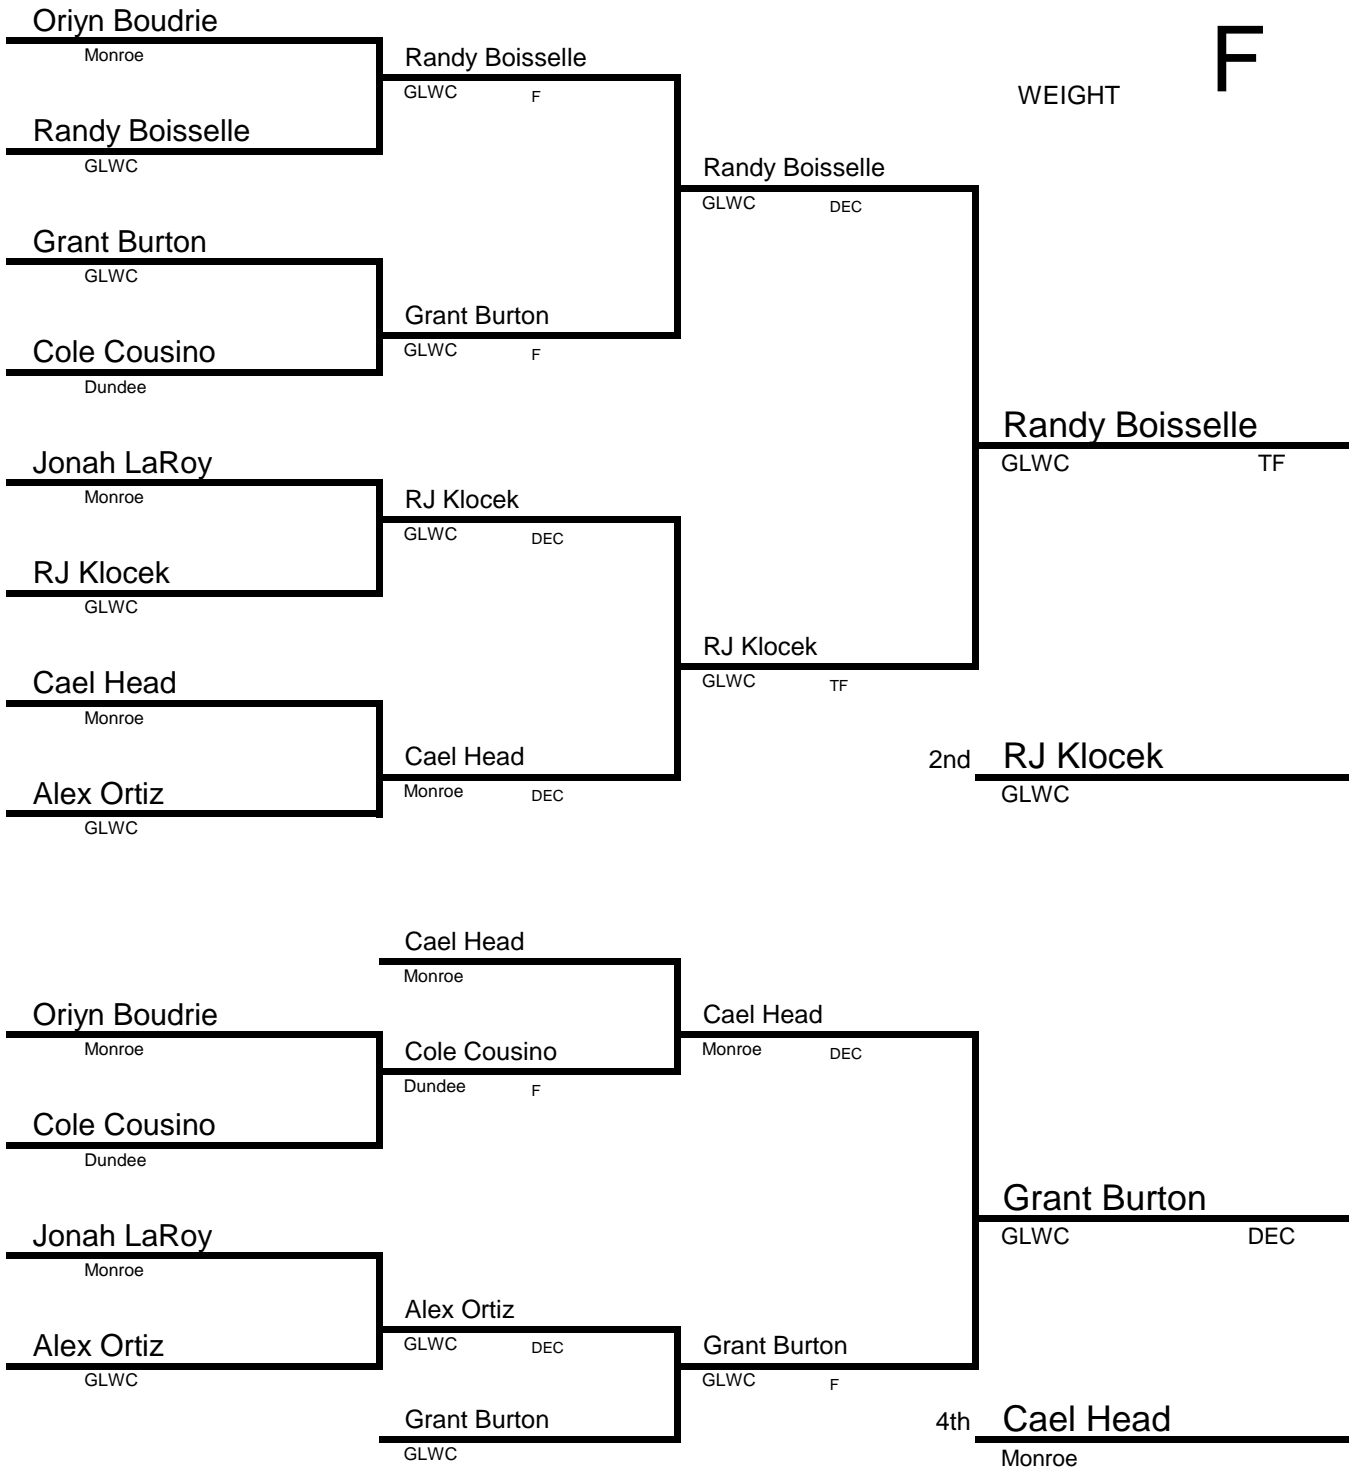 Oriyn Boudrie
Monroe
Randy Boisselle
GLWC F
F
WEIGHT
Randy Boisselle
GLWC
Randy Boisselle
GLWC DEC
Grant Burton
GLWC
Grant Burton
GLWC F
Cole Cousino
Dundee
Randy Boisselle
GLWC TF
Jonah LaRoy
Monroe
RJ Klocek
GLWC DEC
RJ Klocek
GLWC
RJ Klocek
GLWC TF
Cael Head
Monroe
Cael Head
Monroe DEC
2nd RJ Klocek
GLWC
Alex Ortiz
GLWC
Cael Head
Monroe
Oriyn Boudrie
Monroe
Cael Head
Monroe DEC
Cole Cousino
Dundee F
Cole Cousino
Dundee
Grant Burton
GLWC DEC
Jonah LaRoy
Monroe
Alex Ortiz
GLWC DEC
Alex Ortiz
GLWC
Grant Burton
GLWC F
Grant Burton
GLWC
4th Cael Head
Monroe